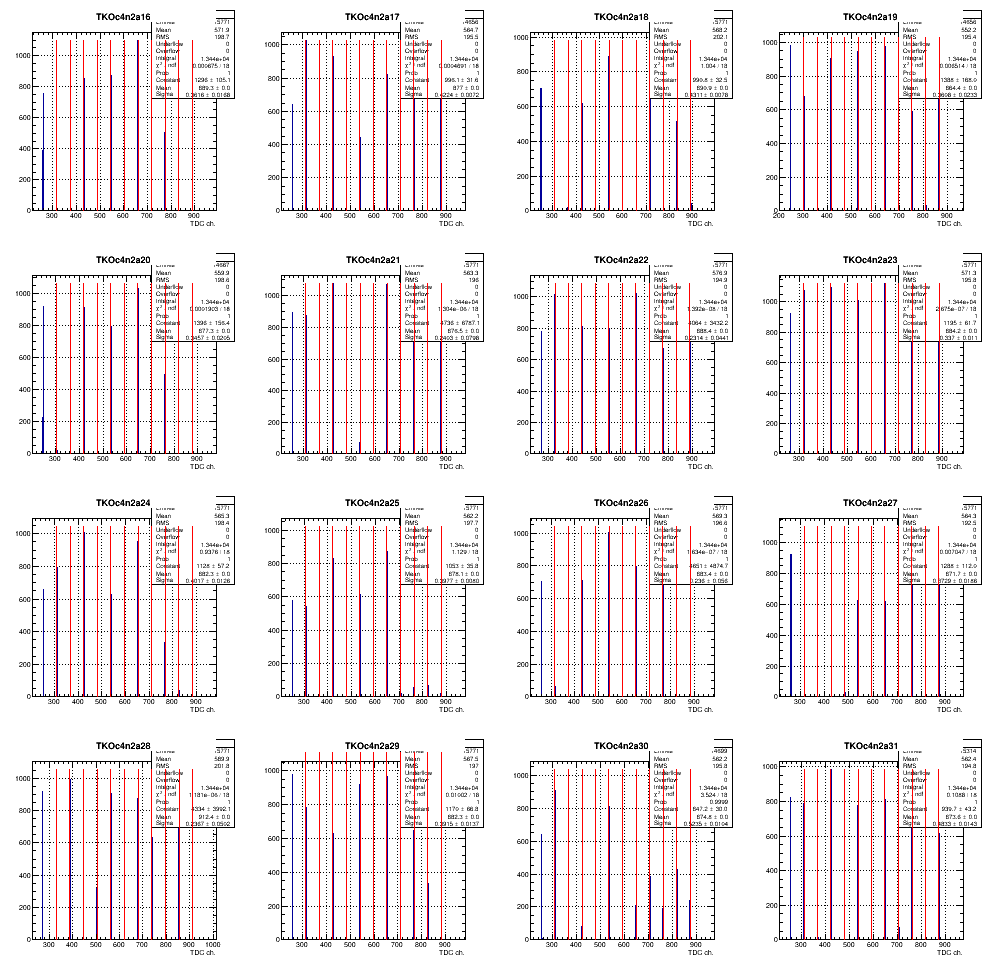 TKOc4n2a16
5771
Mean 571.9
RMS 198.7
Underflow 0
Overflow 0
Integral 1.344e+04
χ² / ndf 0.000675 / 18
Prob 1
Constant 1296 ± 105.1
Mean 889.3 ± 0.0
Sigma 0.3616 ± 0.0168
TDC ch.
TKOc4n2a17
4656
Mean 564.7
RMS 195.5
Underflow 0
Overflow 0
Integral 1.344e+04
χ² / ndf 0.0004691 / 18
Prob 1
Constant 996.1 ± 31.6
Mean 877 ± 0.0
Sigma 0.4224 ± 0.0072
TDC ch.
TKOc4n2a18
5771
Mean 568.2
RMS 202.1
Underflow 0
Overflow 0
Integral 1.344e+04
χ² / ndf 1.004 / 18
Prob 1
Constant 990.8 ± 32.5
Mean 890.9 ± 0.0
Sigma 0.4311 ± 0.0078
TDC ch.
TKOc4n2a19
4656
Mean 552.2
RMS 195.4
Underflow 0
Overflow 0
Integral 1.344e+04
χ² / ndf 0.006514 / 18
Prob 1
Constant 1388 ± 168.0
Mean 864.4 ± 0.0
Sigma 0.3608 ± 0.0233
TDC ch.
TKOc4n2a20
4687
Mean 559.9
RMS 198.6
Underflow 0
Overflow 0
Integral 1.344e+04
χ² / ndf 0.0001903 / 18
Prob 1
Constant 1396 ± 156.4
Mean 877.3 ± 0.0
Sigma 0.3457 ± 0.0205
TDC ch.
TKOc4n2a21
5771
Mean 563.3
RMS 196
Underflow 0
Overflow 0
Integral 1.344e+04
χ² / ndf 1.304e-06 / 18
Prob 1
Constant 4736 ± 6787.1
Mean 876.5 ± 0.0
Sigma 0.2403 ± 0.0798
TDC ch.
TKOc4n2a22
5771
Mean 576.9
RMS 194.9
Underflow 0
Overflow 0
Integral 1.344e+04
χ² / ndf 1.392e-08 / 18
Prob 1
Constant 4064 ± 3432.2
Mean 888.4 ± 0.0
Sigma 0.2314 ± 0.0441
TDC ch.
TKOc4n2a23
5771
Mean 571.3
RMS 195.8
Underflow 0
Overflow 0
Integral 1.344e+04
χ² / ndf 2.675e-07 / 18
Prob 1
Constant 1195 ± 61.7
Mean 884.2 ± 0.0
Sigma 0.337 ± 0.011
TDC ch.
TKOc4n2a24
5771
Mean 565.3
RMS 198.4
Underflow 0
Overflow 0
Integral 1.344e+04
χ² / ndf 0.9376 / 18
Prob 1
Constant 1128 ± 57.2
Mean 882.3 ± 0.0
Sigma 0.4017 ± 0.0126
TDC ch.
TKOc4n2a25
5771
Mean 562.2
RMS 197.7
Underflow 0
Overflow 0
Integral 1.344e+04
χ² / ndf 1.129 / 18
Prob 1
Constant 1053 ± 35.8
Mean 878.1 ± 0.0
Sigma 0.3977 ± 0.0080
TDC ch.
TKOc4n2a26
5771
Mean 569.3
RMS 196.6
Underflow 0
Overflow 0
Integral 1.344e+04
χ² / ndf 1.634e-07 / 18
Prob 1
Constant 4651 ± 4874.7
Mean 883.4 ± 0.0
Sigma 0.236 ± 0.056
TDC ch.
TKOc4n2a27
5771
Mean 564.3
RMS 192.5
Underflow 0
Overflow 0
Integral 1.344e+04
χ² / ndf 0.007047 / 18
Prob 1
Constant 1288 ± 112.0
Mean 871.7 ± 0.0
Sigma 0.3729 ± 0.0186
TDC ch.
TKOc4n2a28
5771
Mean 589.9
RMS 201.8
Underflow 0
Overflow 0
Integral 1.344e+04
χ² / ndf 1.181e-06 / 18
Prob 1
Constant 4334 ± 3992.1
Mean 912.4 ± 0.0
Sigma 0.2367 ± 0.0502
TDC ch.
TKOc4n2a29
5771
Mean 567.5
RMS 197
Underflow 0
Overflow 0
Integral 1.344e+04
χ² / ndf 0.01002 / 18
Prob 1
Constant 1170 ± 66.8
Mean 882.3 ± 0.0
Sigma 0.3915 ± 0.0137
TDC ch.
TKOc4n2a30
4699
Mean 562.2
RMS 195.8
Underflow 0
Overflow 0
Integral 1.344e+04
χ² / ndf 3.524 / 18
Prob 0.9999
Constant 847.2 ± 30.0
Mean 874.8 ± 0.0
Sigma 0.5235 ± 0.0104
TDC ch.
TKOc4n2a31
5314
Mean 562.4
RMS 194.8
Underflow 0
Overflow 0
Integral 1.344e+04
χ² / ndf 0.1088 / 18
Prob 1
Constant 939.7 ± 43.2
Mean 873.6 ± 0.0
Sigma 0.4833 ± 0.0143
TDC ch.